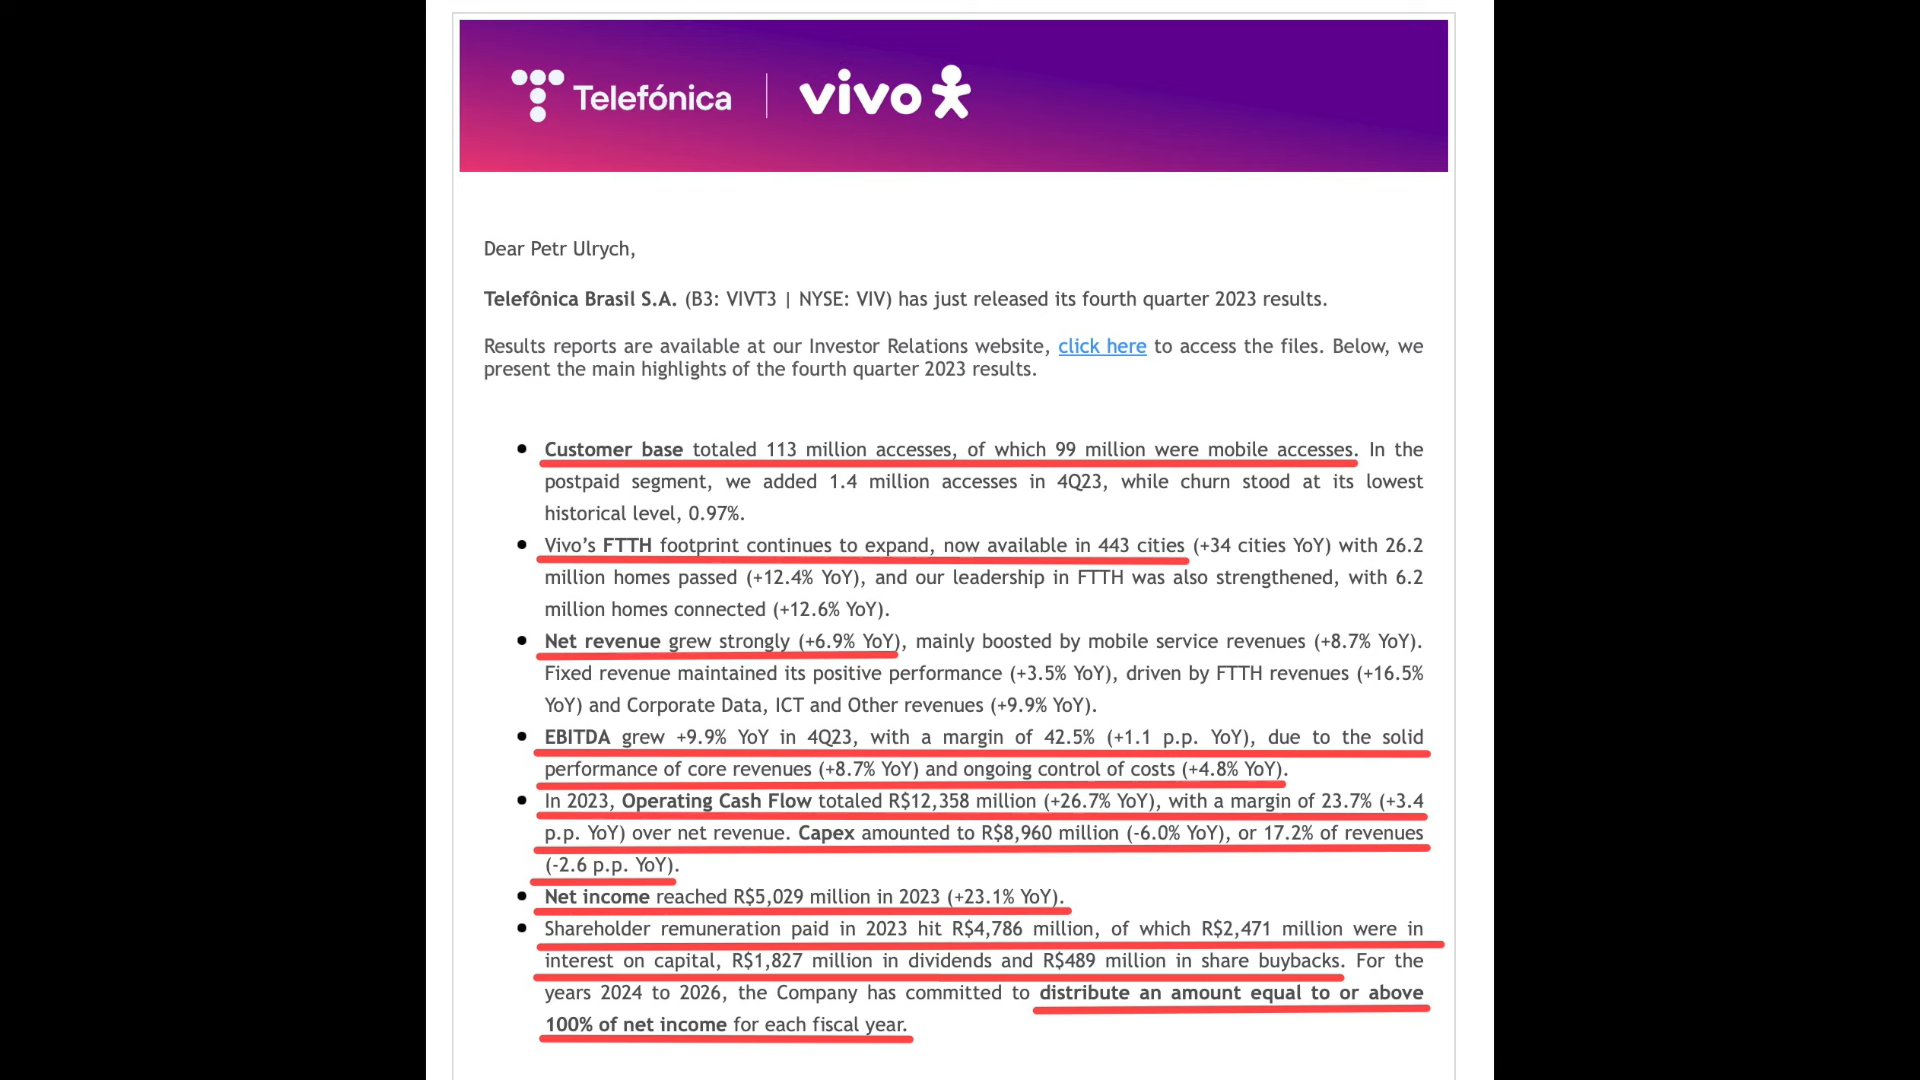 Telefónica | vivo
Dear Petr Ulrych,
Telefônica Brasil S.A. (B3: VIVT3 | NYSE: VIV) has just released its fourth quarter 2023 results.
Results reports are available at our Investor Relations website, click here to access the files. Below, we
present the main highlights of the fourth quarter 2023 results.
• Customer base totaled 113 million accesses, of which 99 million were mobile accesses. In the
postpaid segment, we added 1.4 million accesses in 4Q23, while churn stood at its lowest
historical level, 0.97%.
• Vivo’s FTTH footprint continues to expand, now available in 443 cities (+34 cities YoY) with 26.2
million homes passed (+12.4% YoY), and our leadership in FTTH was also strengthened, with 6.2
million homes connected (+12.6% YoY).
• Net revenue grew strongly (+6.9% YoY), mainly boosted by mobile service revenues (+8.7% YoY).
Fixed revenue maintained its positive performance (+3.5% YoY), driven by FTTH revenues (+16.5%
YoY) and Corporate Data, ICT and Other revenues (+9.9% YoY).
• EBITDA grew +9.9% YoY in 4Q23, with a margin of 42.5% (+1.1 p.p. YoY), due to the solid
performance of core revenues (+8.7% YoY) and ongoing control of costs (+4.8% YoY).
• In 2023, Operating Cash Flow totaled R$12,358 million (+26.7% YoY), with a margin of 23.7% (+3.4
p.p. YoY) over net revenue. Capex amounted to R$8,960 million (-6.0% YoY), or 17.2% of revenues
(-2.6 p.p. YoY).
• Net income reached R$5,029 million in 2023 (+23.1% YoY).
• Shareholder remuneration paid in 2023 hit R$4,786 million, of which R$2,471 million were in
interest on capital, R$1,827 million in dividends and R$489 million in share buybacks. For the
years 2024 to 2026, the Company has committed to distribute an amount equal to or above
100% of net income for each fiscal year.